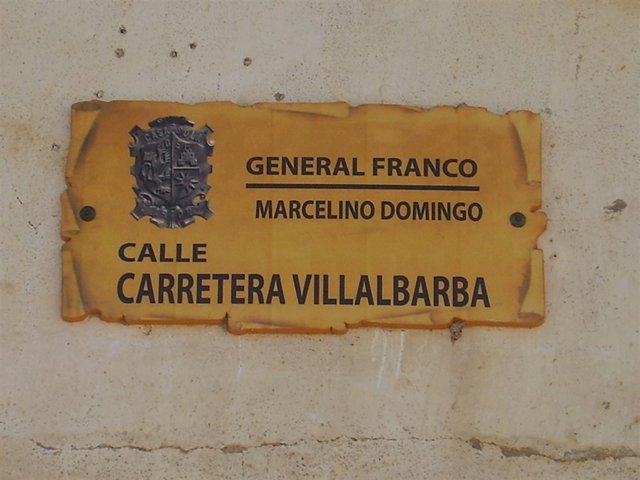 GENERAL FRANCO
MARCELINO DOMINGO
CALLE
CARRETERA VILLALBARBA